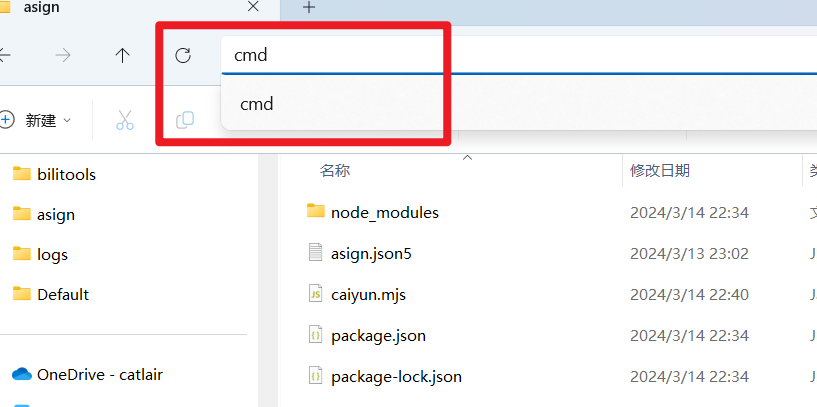 asign
cmd
cmd
新建
bilitools
asign
logs
Default
OneDrive - catlair
名称 修改日期
node_modules 2024/3/14 22:34
asign.json5 2024/3/13 23:02
caiyun.mjs 2024/3/14 22:40
package.json 2024/3/14 22:34
package-lock.json 2024/3/14 22:34